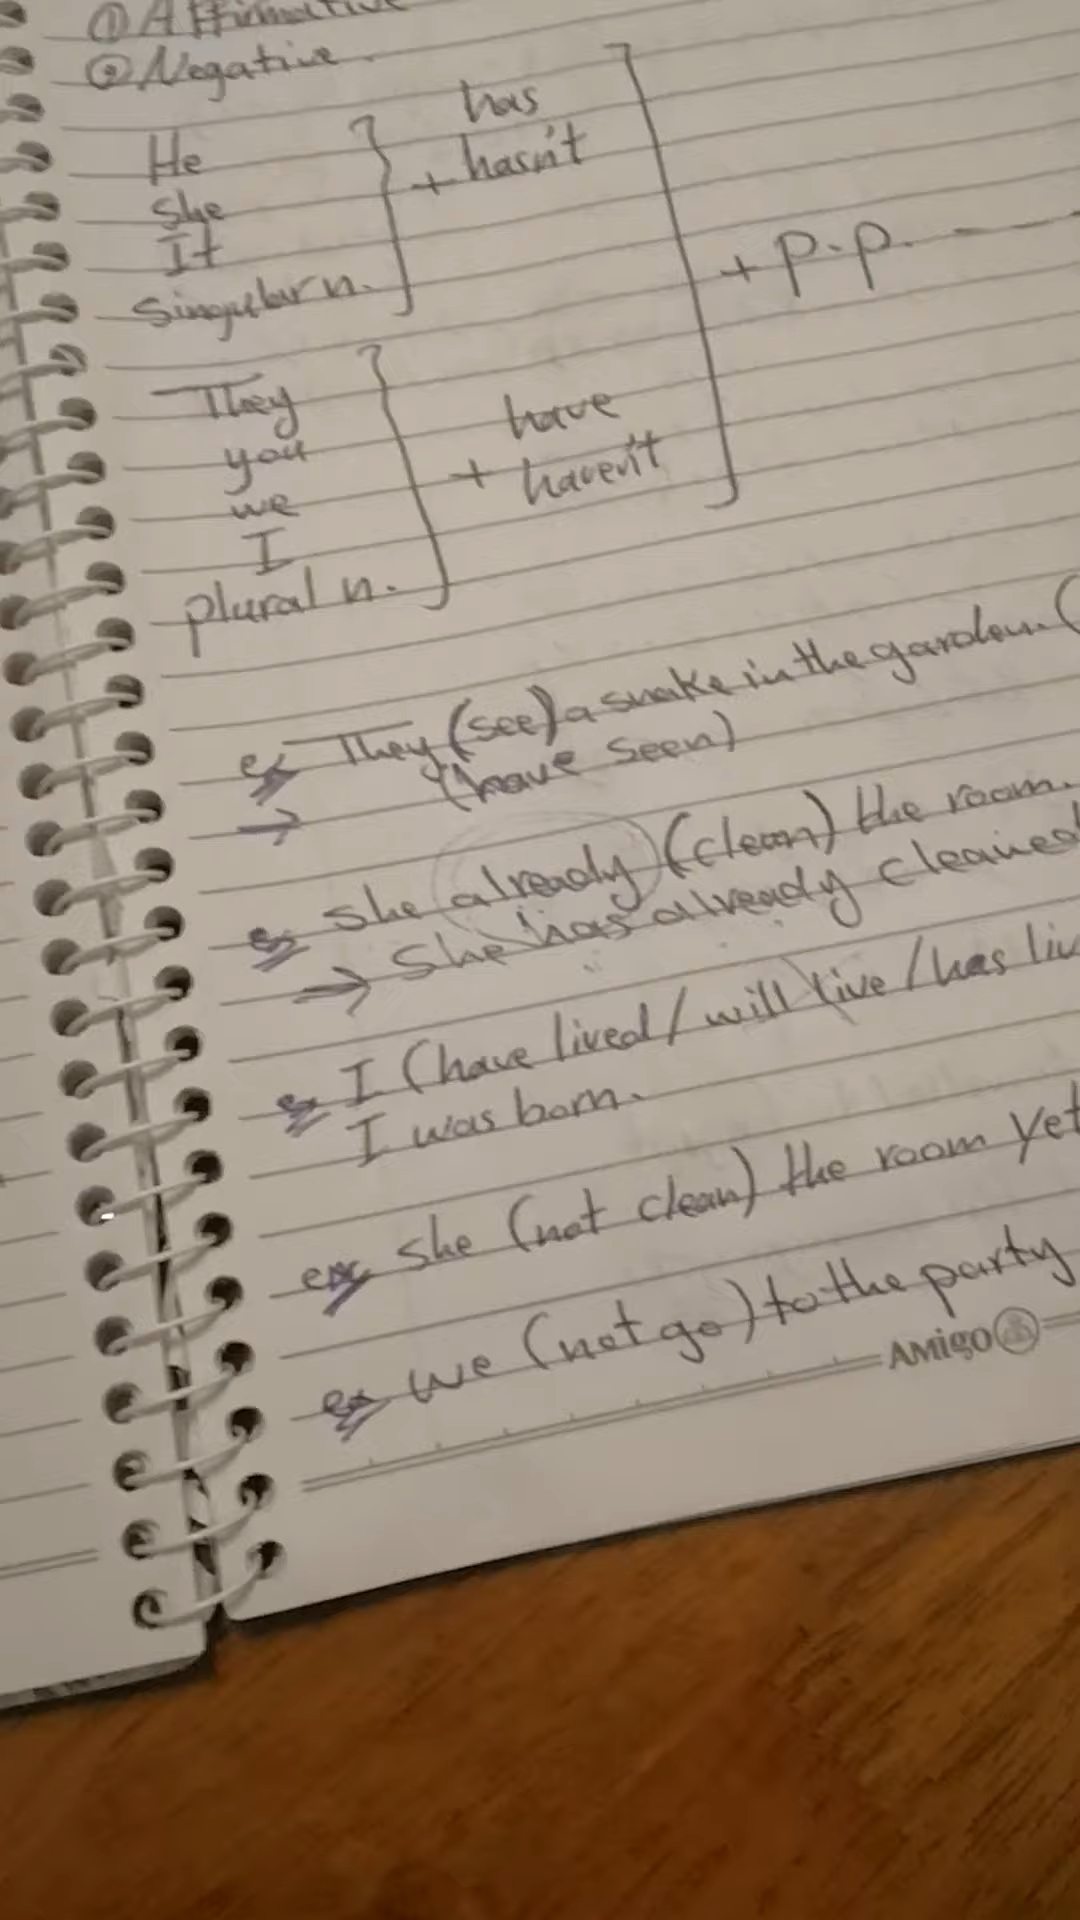 ① Affirmative
② Negative.
He
She
It
Singular n.
+ has
hasn't
They
you
we
I
plural n.
+ have
haven't
+ p.p.
ex They (see) a snake in the garden. (
→ (have seen)
ex She already (clean) the room.
→ She has already cleaned
ex I (have lived / will live / has liv
I was born.
ex she (not clean) the room yet
ex we (not go) to the party
AMIGO